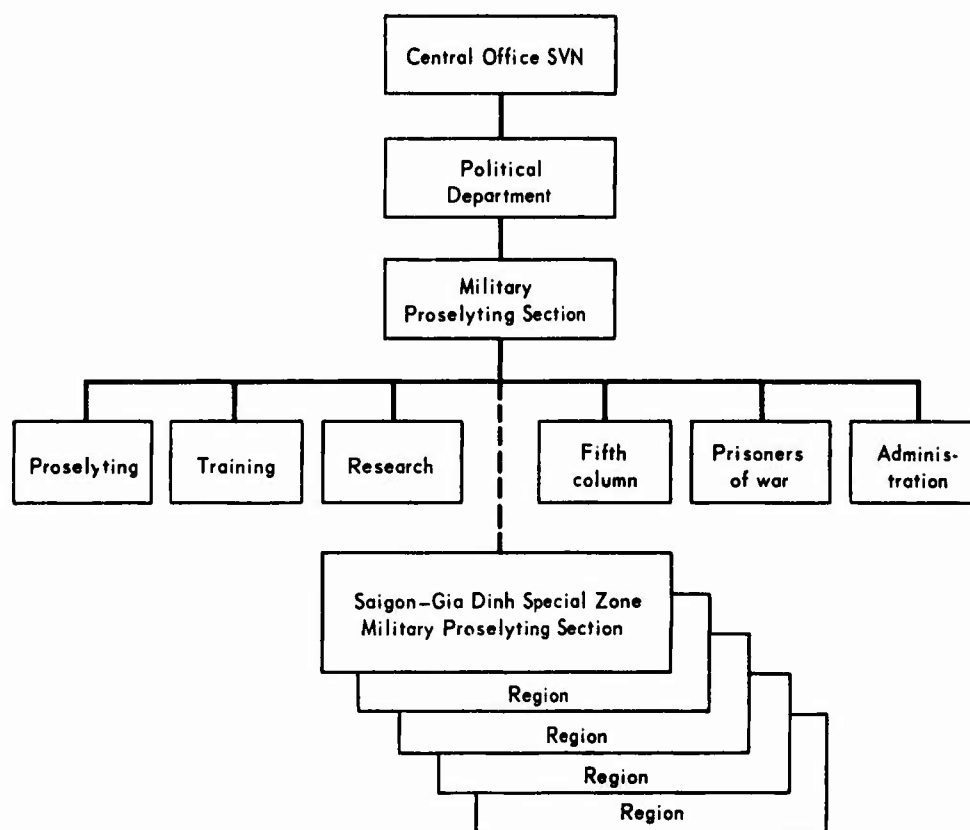 Central Office SVN
Political
Department
Military
Proselyting Section
Proselyting
Training
Research
Fifth
column
Prisoners
of war
Adminis-
tration
Saigon–Gia Dinh Special Zone
Military Proselyting Section
Region
Region
Region
Region